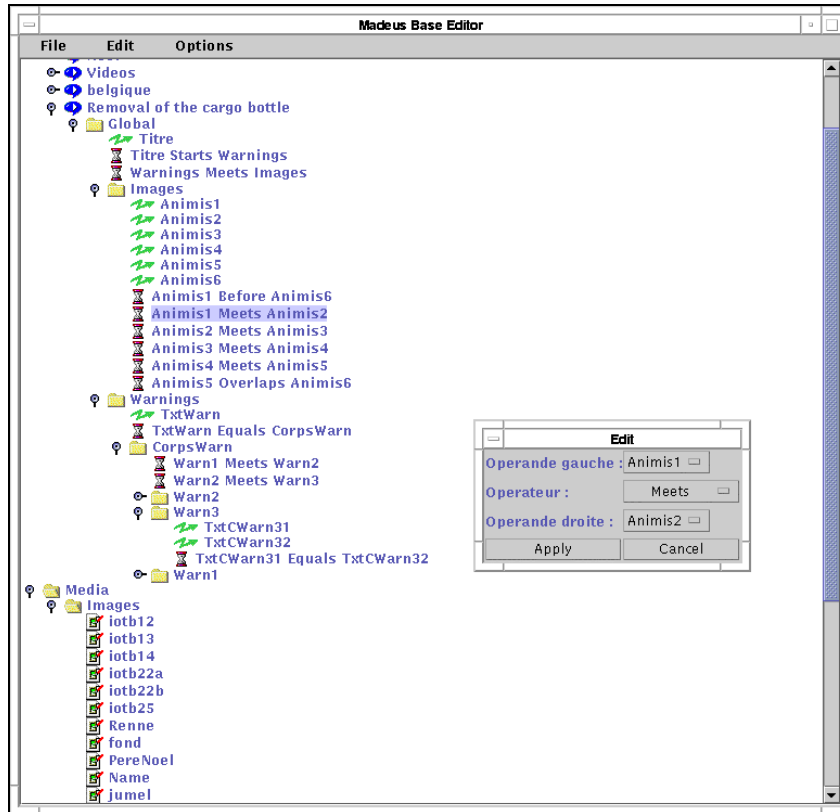 Madeus Base Editor
File Edit Options
Videos
belgique
Removal of the cargo bottle
Global
Titre
Titre Starts Warnings
Warnings Meets Images
Images
Animis1
Animis2
Animis3
Animis4
Animis5
Animis6
Animis1 Before Animis6
Animis1 Meets Animis2
Animis2 Meets Animis3
Animis3 Meets Animis4
Animis4 Meets Animis5
Animis5 Overlaps Animis6
Warnings
TxtWarn
TxtWarn Equals CorpsWarn
CorpsWarn
Warn1 Meets Warn2
Warn2 Meets Warn3
Warn2
Warn3
TxtCWarn31
TxtCWarn32
TxtCWarn31 Equals TxtCWarn32
Warn1
Media
Images
iotb12
iotb13
iotb14
iotb22a
iotb22b
iotb25
Renne
fond
PereNoel
Name
jumel
Edit
Operande gauche : Animis1
Operateur : Meets
Operande droite : Animis2
Apply Cancel